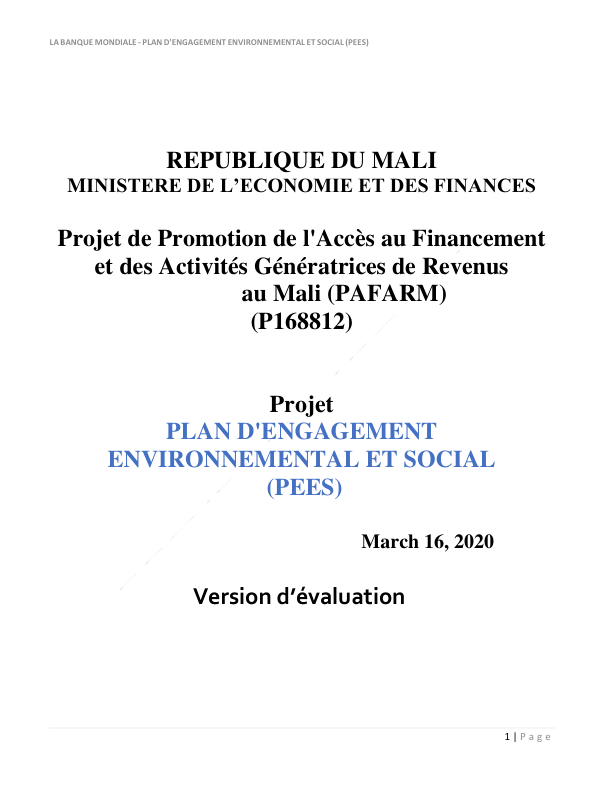 LA BANQUE MONDIALE - PLAN D'ENGAGEMENT ENVIRONNEMENTAL ET SOCIAL (PEES)
REPUBLIQUE DU MALI
MINISTERE DE L’ECONOMIE ET DES FINANCES
Projet de Promotion de l'Accès au Financement
et des Activités Génératrices de Revenus
au Mali (PAFARM)
(P168812)
Projet
PLAN D'ENGAGEMENT
ENVIRONNEMENTAL ET SOCIAL
(PEES)
March 16, 2020
Version d’évaluation
1 | Page